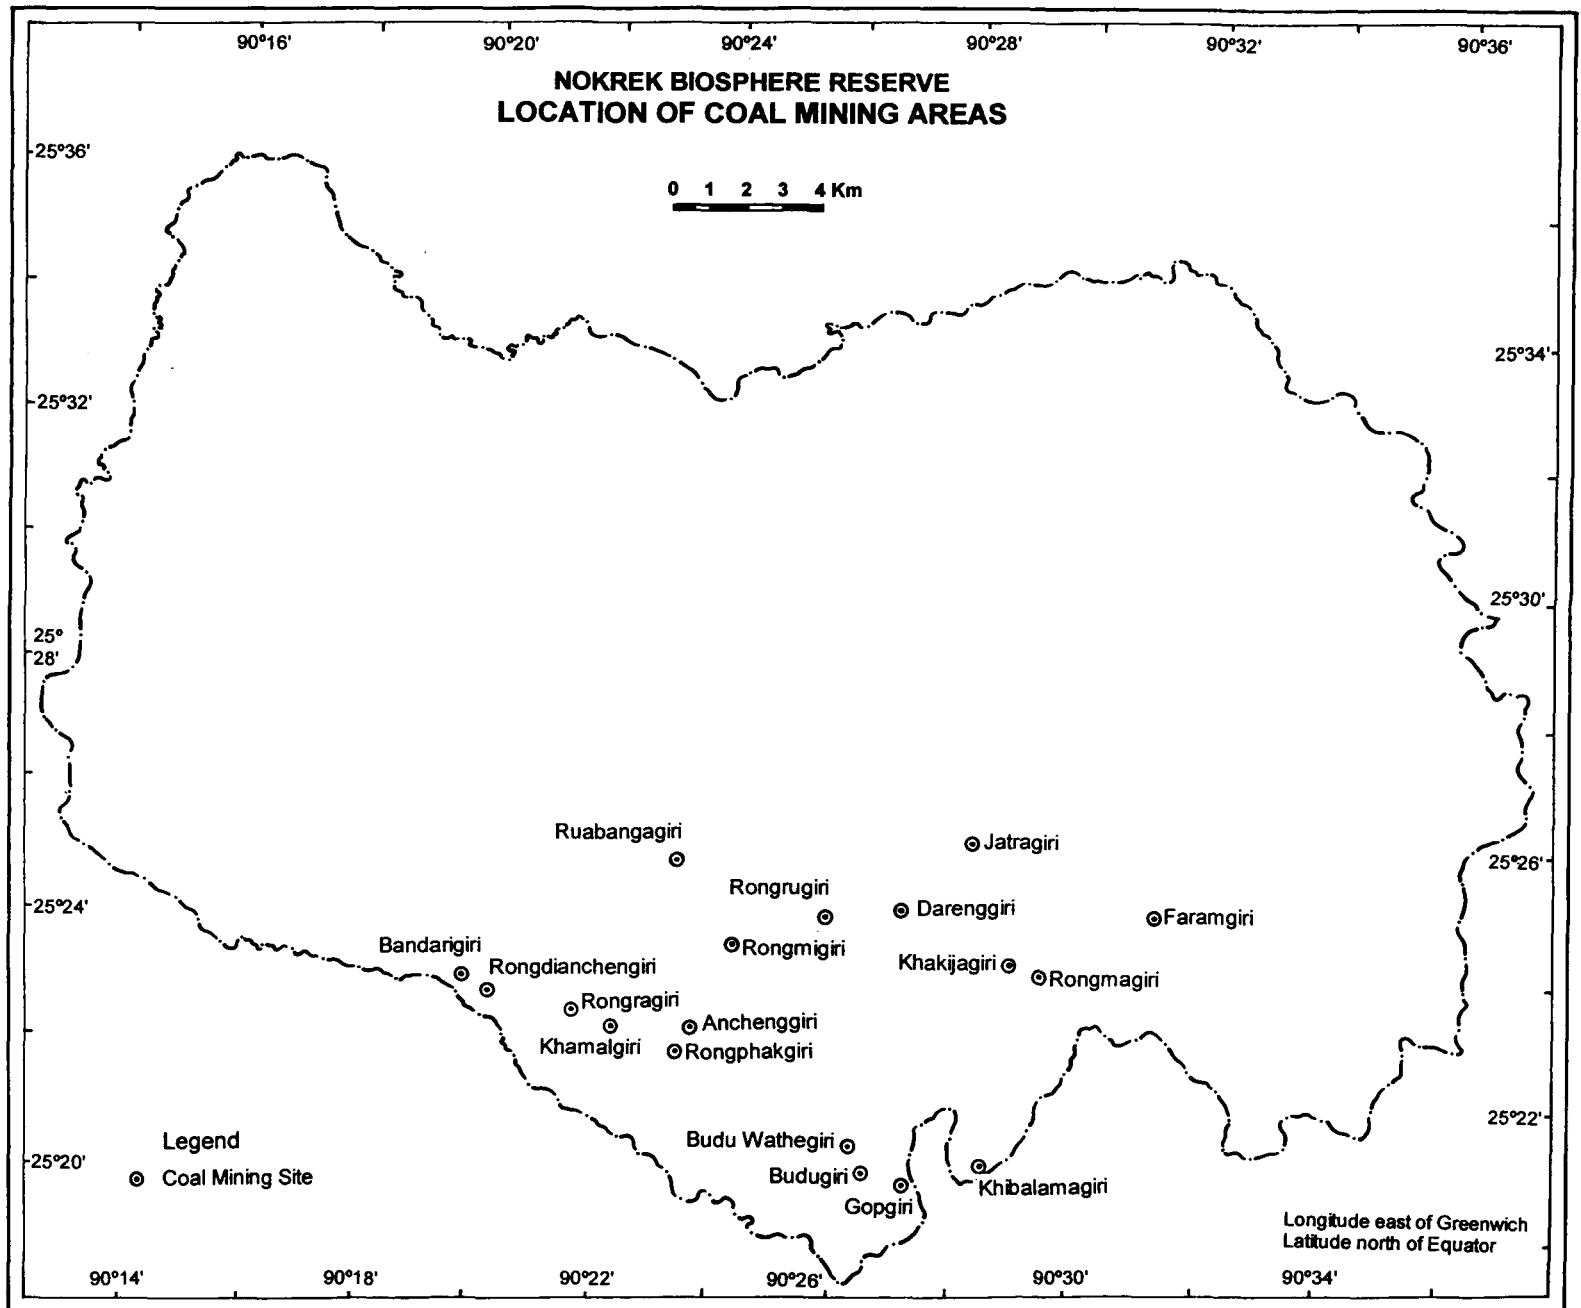 90°16' 90°20' 90°24' 90°28' 90°32' 90°36'
NOKREK BIOSPHERE RESERVE
LOCATION OF COAL MINING AREAS
25°36'
0 1 2 3 4 Km
25°34'
25°32'
25°30'
25°
28'
Ruabangagiri
Jatragiri
25°26'
Rongrugiri
25°24'
Darenggiri
Faramgiri
Bandarigiri
Rongmigiri
Rongdianchengiri
Khakijagiri
Rongmagiri
Rongragiri
Anchenggiri
Khamalgiri
Rongphakgiri
25°22'
Legend
Budu Wathegiri
25°20'
Coal Mining Site
Budugiri
Khibalamagiri
Gopgiri
Longitude east of Greenwich
Latitude north of Equator
90°14' 90°18' 90°22' 90°26' 90°30' 90°34'